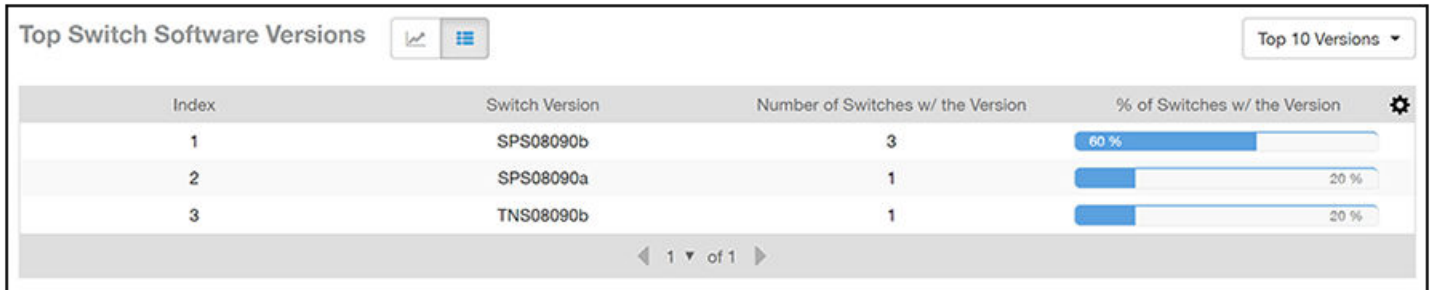 Top Switch Software Versions Top 10 Versions
Index Switch Version Number of Switches w/ the Version % of Switches w/ the Version
1 SPS08090b 3 60 %
2 SPS08090a 1 20 %
3 TNS08090b 1 20 %
1 of 1